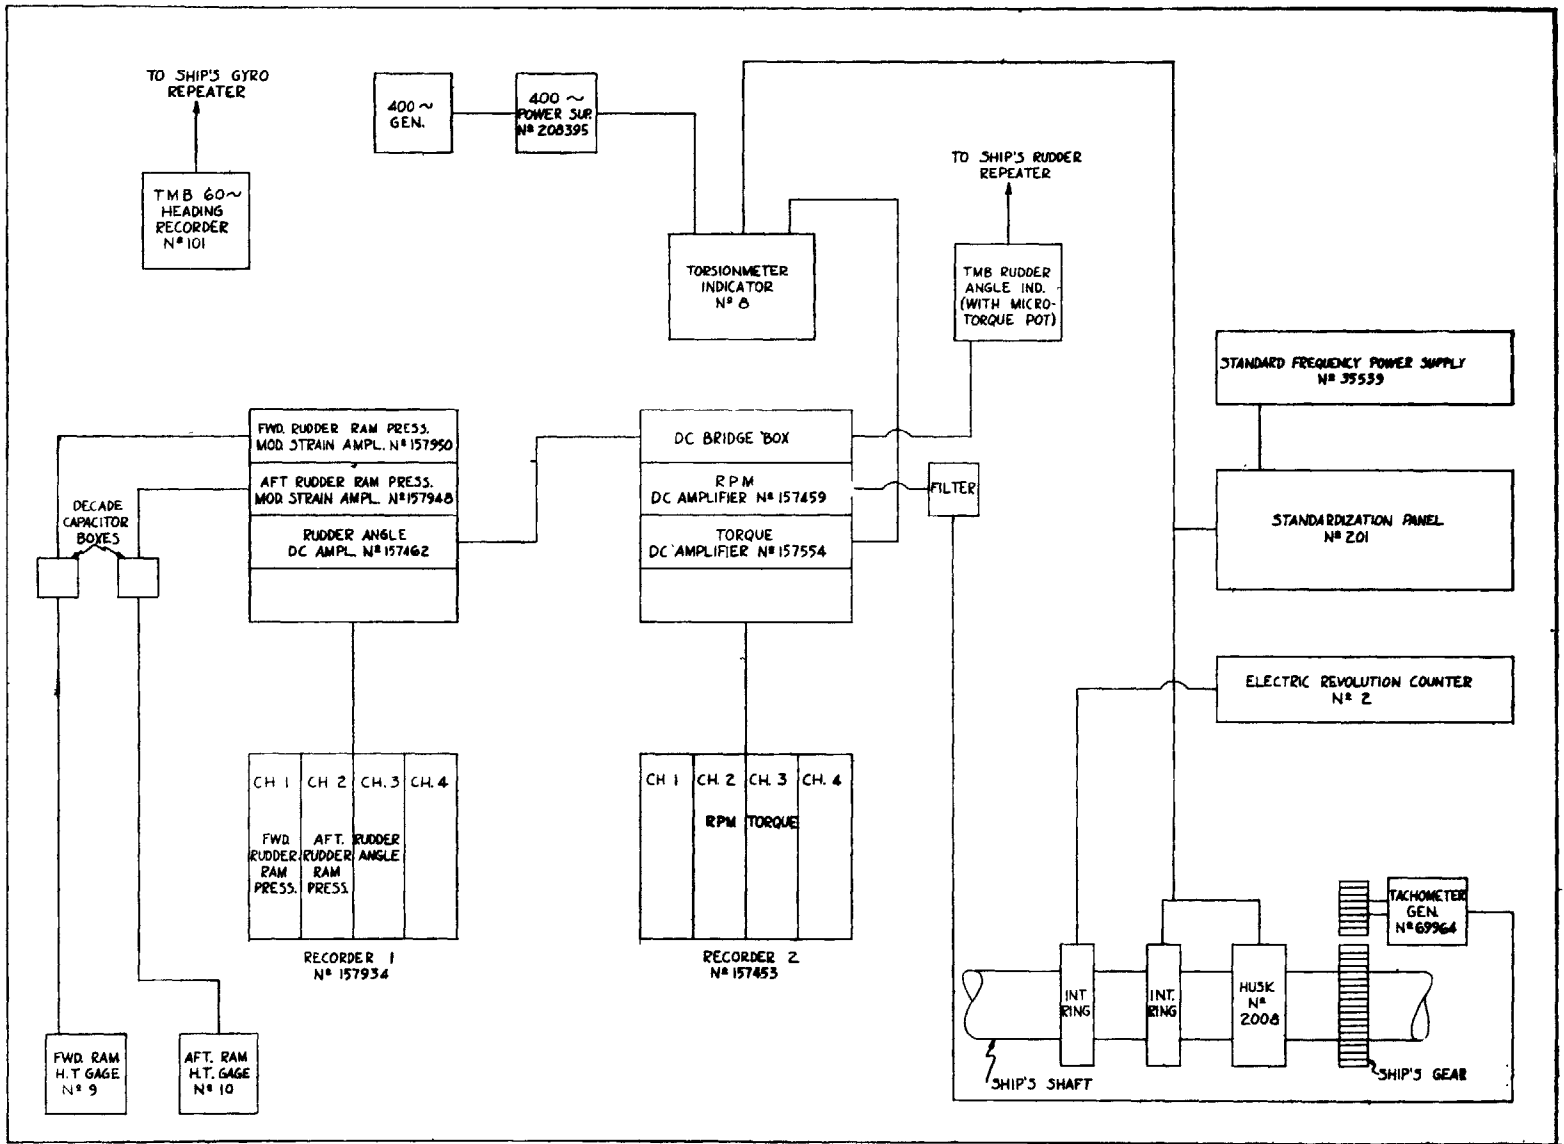 TO SHIP'S GYRO
REPEATER
TMB 60~
HEADING
RECORDER
Nº 101
400~
GEN.
400~
POWER SUP.
Nº 208395
TORSIONMETER
INDICATOR
Nº 8
TO SHIP'S RUDDER
REPEATER
TMB RUDDER
ANGLE IND.
(WITH MICRO-
TORQUE POT)
STANDARD FREQUENCY POWER SUPPLY
Nº 35539
STANDARDIZATION PANEL
Nº 201
ELECTRIC REVOLUTION COUNTER
Nº 2
DECADE
CAPACITOR
BOXES
FWD. RUDDER RAM PRESS.
MOD. STRAIN AMPL. Nº 157950
AFT RUDDER RAM PRESS.
MOD. STRAIN AMPL. Nº 157948
RUDDER ANGLE
DC AMPL. Nº 157462
DC BRIDGE BOX
RPM
DC AMPLIFIER Nº 157459
TORQUE
DC AMPLIFIER Nº 157554
FILTER
CH 1
CH 2
CH. 3
CH. 4
FWD.
RUDDER
RAM
PRESS.
AFT.
RUDDER
RAM
PRESS.
RUDDER
ANGLE
RECORDER 1
Nº 157934
CH 1
CH. 2
CH. 3
CH. 4
RPM
TORQUE
RECORDER 2
Nº 157453
FWD. RAM
H.T GAGE
Nº 9
AFT. RAM
H.T. GAGE
Nº 10
TACHOMETER
GEN.
Nº 69964
INT
RING
INT.
RING
HUSK
Nº
2008
SHIP'S SHAFT
SHIP'S GEAR